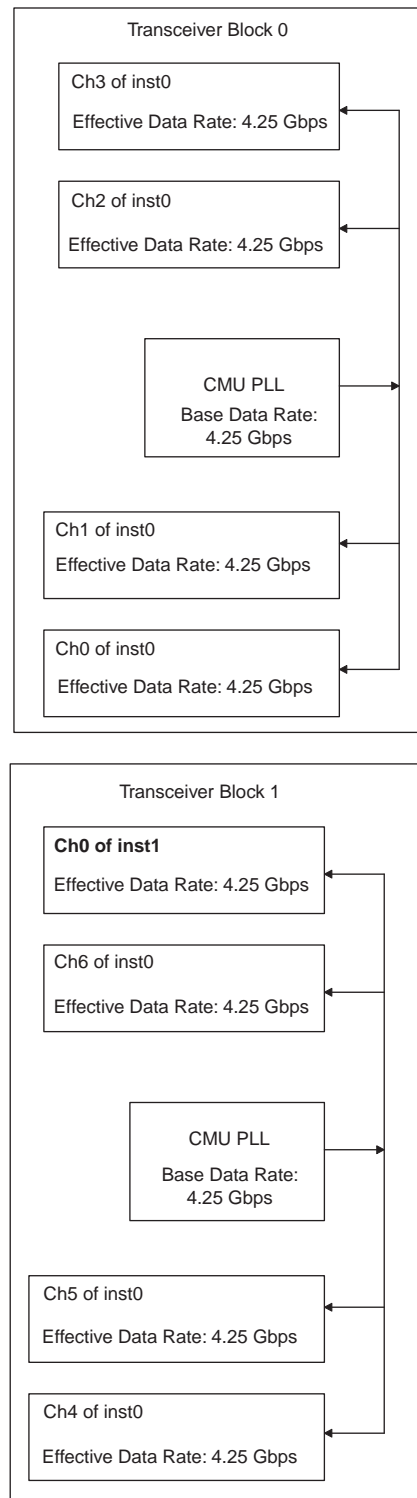 Transceiver Block 0
Ch3 of inst0
Effective Data Rate: 4.25 Gbps
Ch2 of inst0
Effective Data Rate: 4.25 Gbps
CMU PLL
Base Data Rate:
4.25 Gbps
Ch1 of inst0
Effective Data Rate: 4.25 Gbps
Ch0 of inst0
Effective Data Rate: 4.25 Gbps
Transceiver Block 1
Ch0 of inst1
Effective Data Rate: 4.25 Gbps
Ch6 of inst0
Effective Data Rate: 4.25 Gbps
CMU PLL
Base Data Rate:
4.25 Gbps
Ch5 of inst0
Effective Data Rate: 4.25 Gbps
Ch4 of inst0
Effective Data Rate: 4.25 Gbps